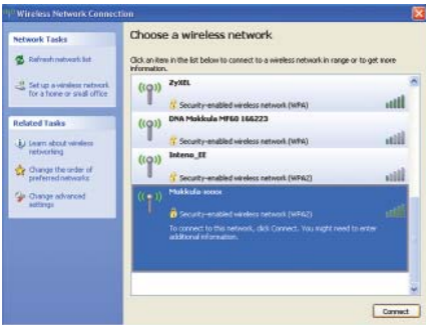 Wireless Network Connection
Network Tasks
Refresh network list
Set up a wireless network
for a home or small office
Related Tasks
Learn about wireless
networking
Change the order of
preferred networks
Change advanced
settings
Choose a wireless network
Click an item in the list below to connect to a wireless network in range or to get more
information.
ZyXEL
Security-enabled wireless network (WPA)
DNA Mokkula MF60 166223
Security-enabled wireless network (WPA)
Inteno_EE
Security-enabled wireless network (WPA2)
Mokkula xxxxx
Security-enabled wireless network (WPA2)
To connect to this network, click Connect. You might need to enter
additional information.
Connect